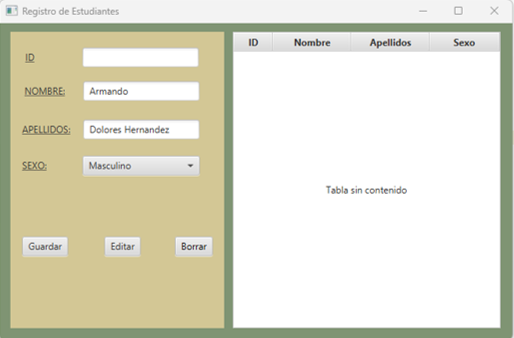 Registro de Estudiantes
ID
NOMBRE: Armando
APELLIDOS: Dolores Hernandez
SEXO: Masculino
Guardar Editar Borrar
ID Nombre Apellidos Sexo
Tabla sin contenido